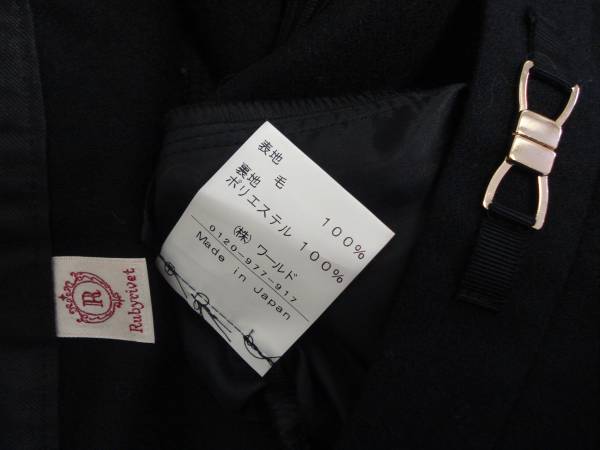 表地
毛 100%
裏地
ポリエステル 100%
(株) ワールド
0120-977-917
Made in Japan
R
Rubyrivet